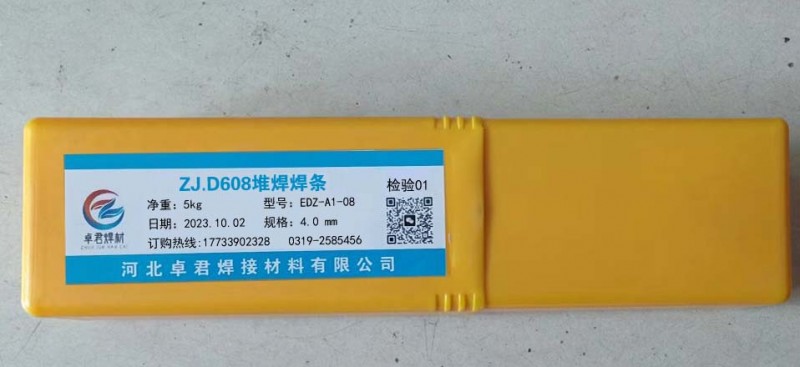 ZJ.D608堆焊焊条
检验01
净重：5kg 型号：EDZ-A1-08
日期：2023.10.02 规格：4.0 mm
订购热线:17733902328 0319-2585456
卓君焊材
河北卓君焊接材料有限公司